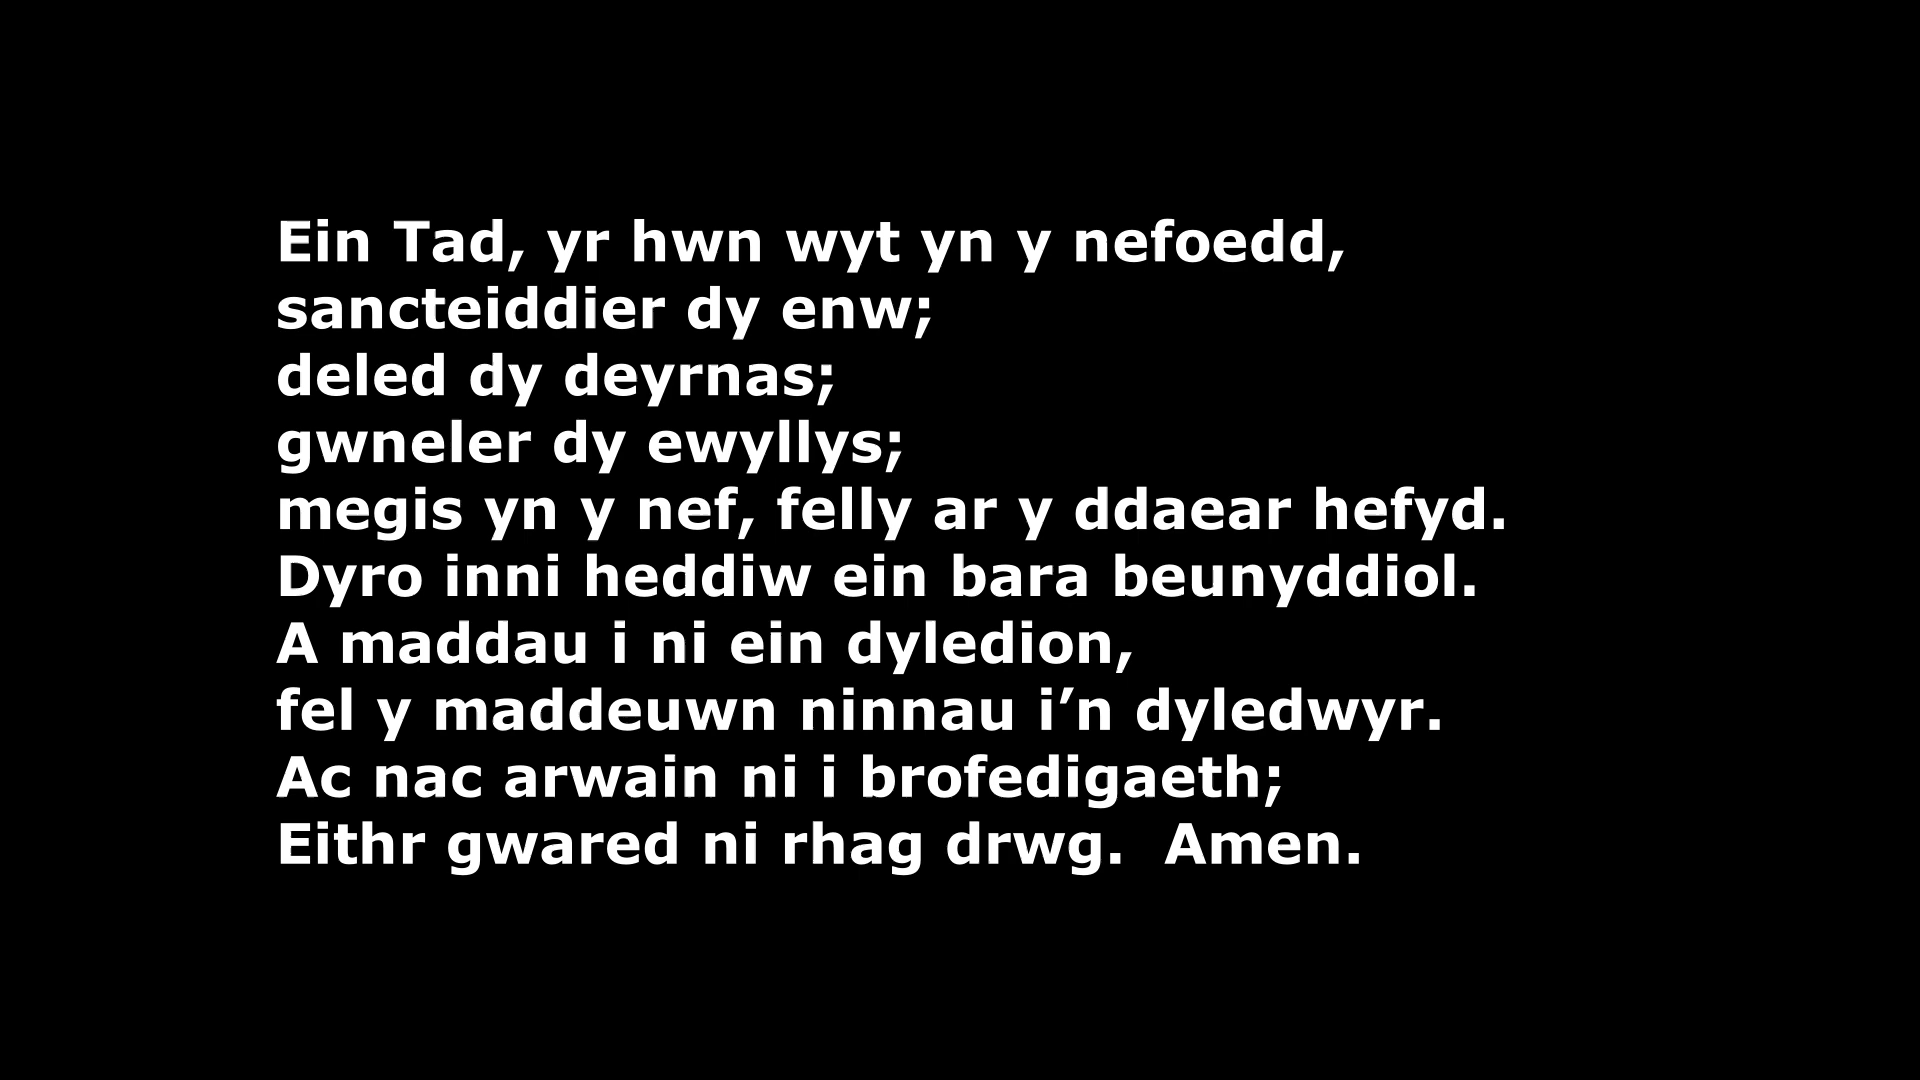 Ein Tad, yr hwn wyt yn y nefoedd,
sancteiddier dy enw;
deled dy deyrnas;
gwneler dy ewyllys;
megis yn y nef, felly ar y ddaear hefyd.
Dyro inni heddiw ein bara beunyddiol.
A maddau i ni ein dyledion,
fel y maddeuwn ninnau i’n dyledwyr.
Ac nac arwain ni i brofedigaeth;
Eithr gwared ni rhag drwg.  Amen.